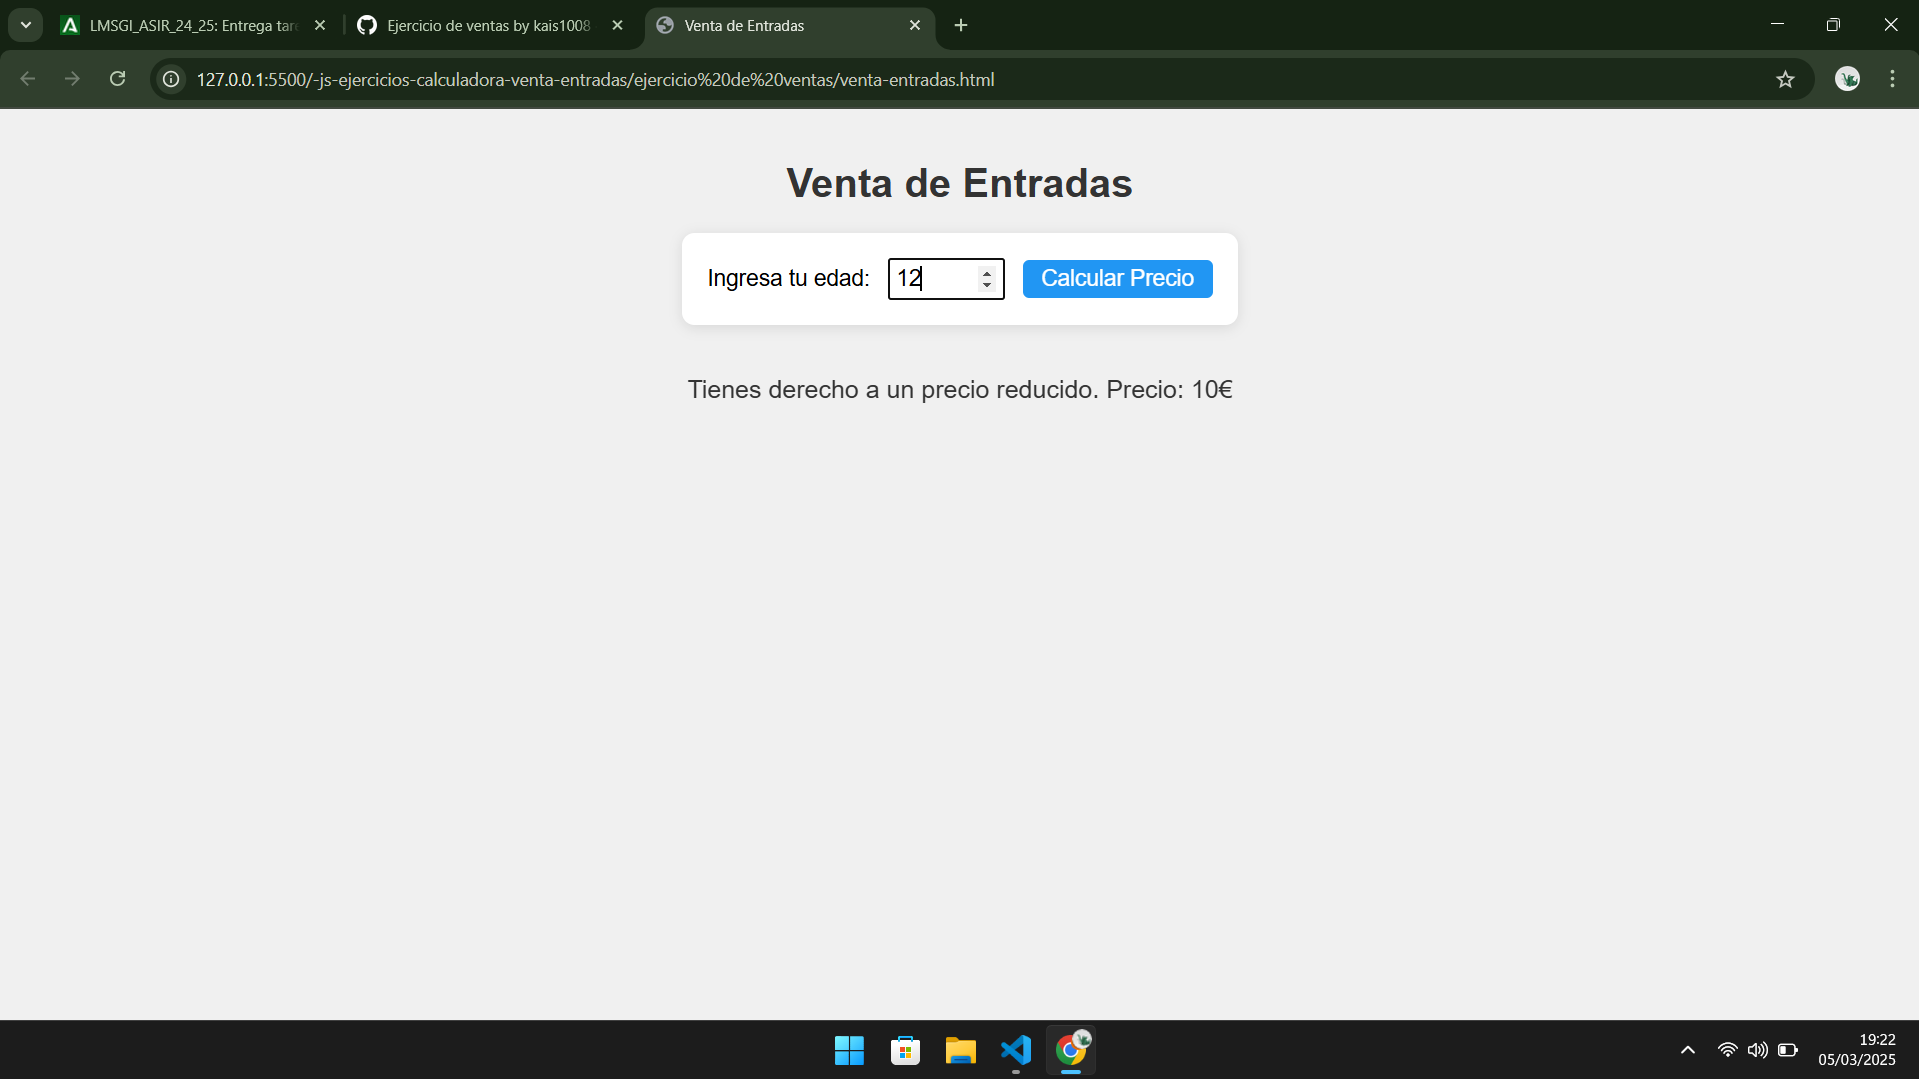 LMSGI_ASIR_24_25: Entrega tar
Ejercicio de ventas by kais1008
Venta de Entradas
127.0.0.1:5500/-js-ejercicios-calculadora-venta-entradas/ejercicio%20de%20ventas/venta-entradas.html
Venta de Entradas
Ingresa tu edad: 12 Calcular Precio
Tienes derecho a un precio reducido. Precio: 10€
19:22
05/03/2025